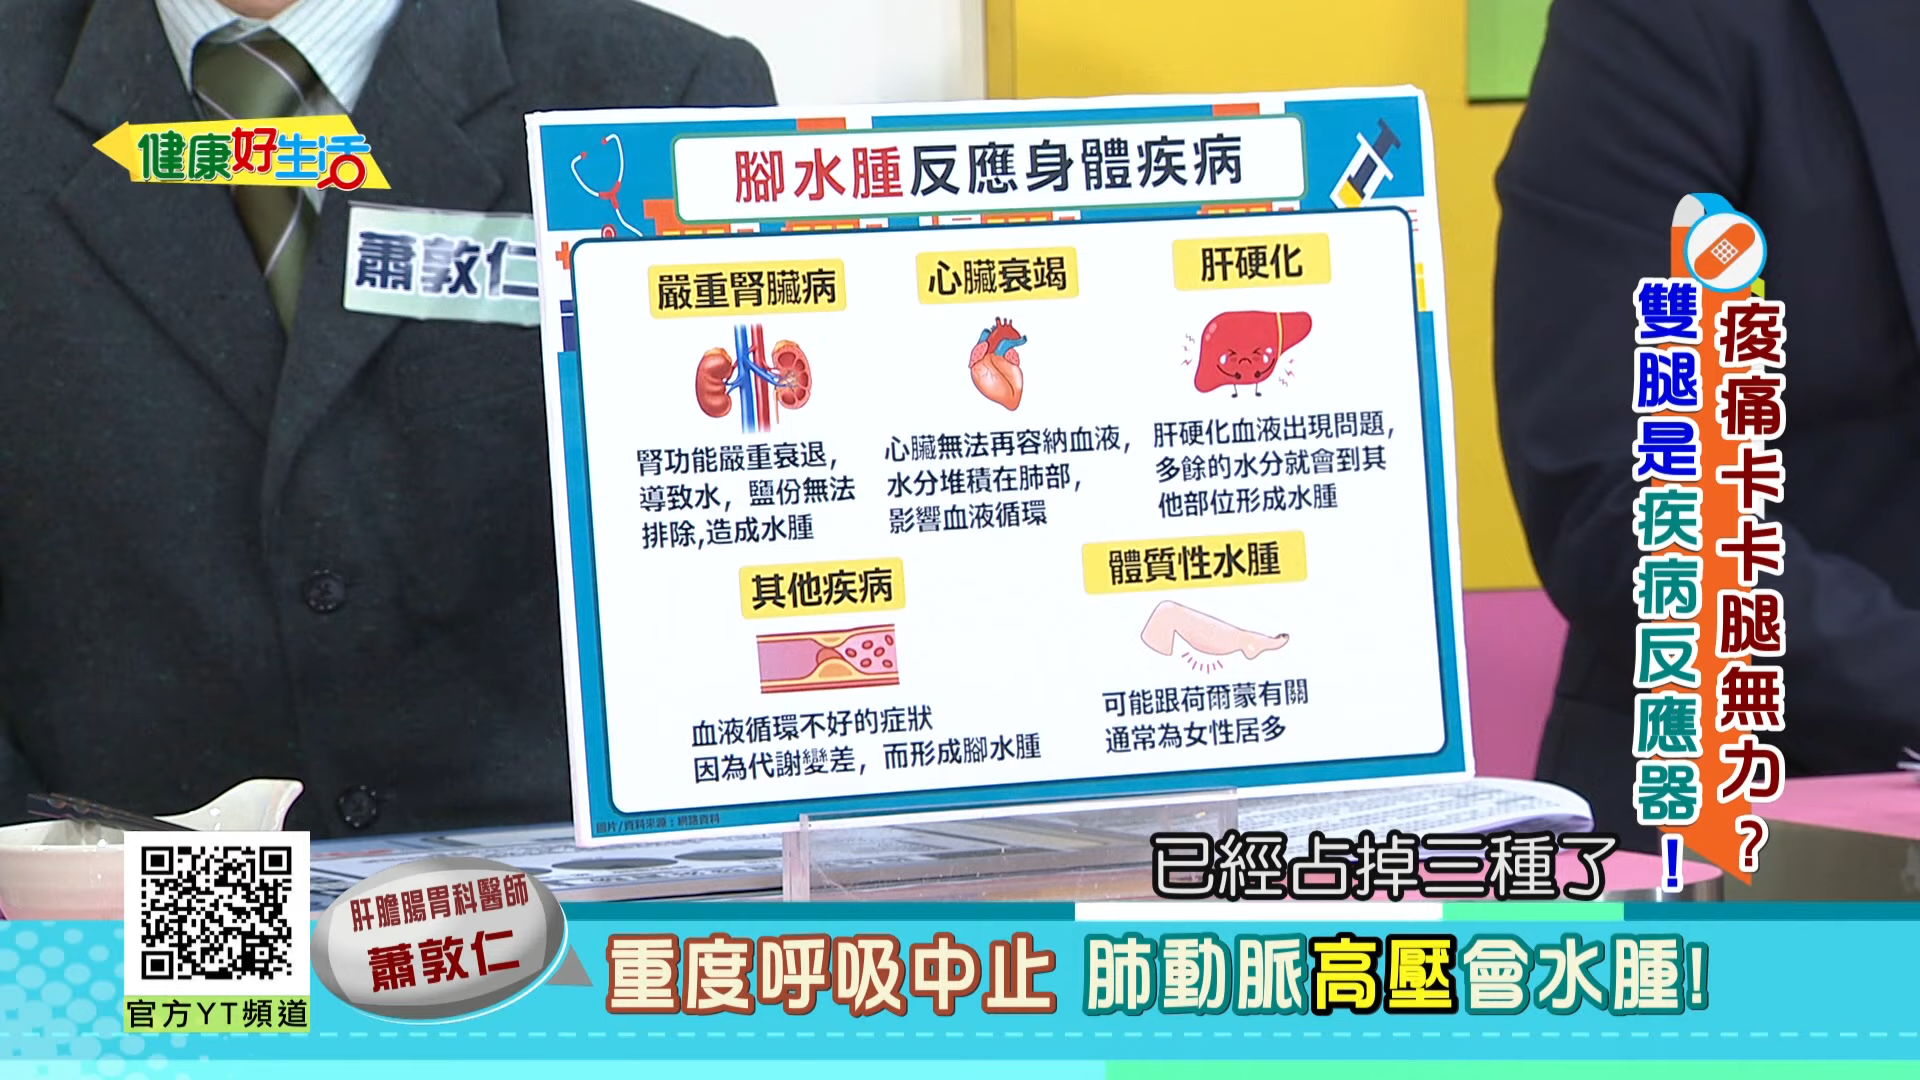 健康好生活
蕭敦仁
腳水腫反應身體疾病
嚴重腎臟病
腎功能嚴重衰退，
導致水，鹽份無法
排除,造成水腫
心臟衰竭
心臟無法再容納血液，
水分堆積在肺部，
影響血液循環
肝硬化
肝硬化血液出現問題，
多餘的水分就會到其
他部位形成水腫
其他疾病
血液循環不好的症狀
因為代謝變差，而形成腳水腫
體質性水腫
可能跟荷爾蒙有關
通常為女性居多
圖片/資料來源：網路資料
痠痛卡卡腿無力？
雙腿是疾病反應器！
已經占掉三種了
肝膽腸胃科醫師
蕭敦仁
重度呼吸中止 肺動脈高壓會水腫!
官方YT頻道